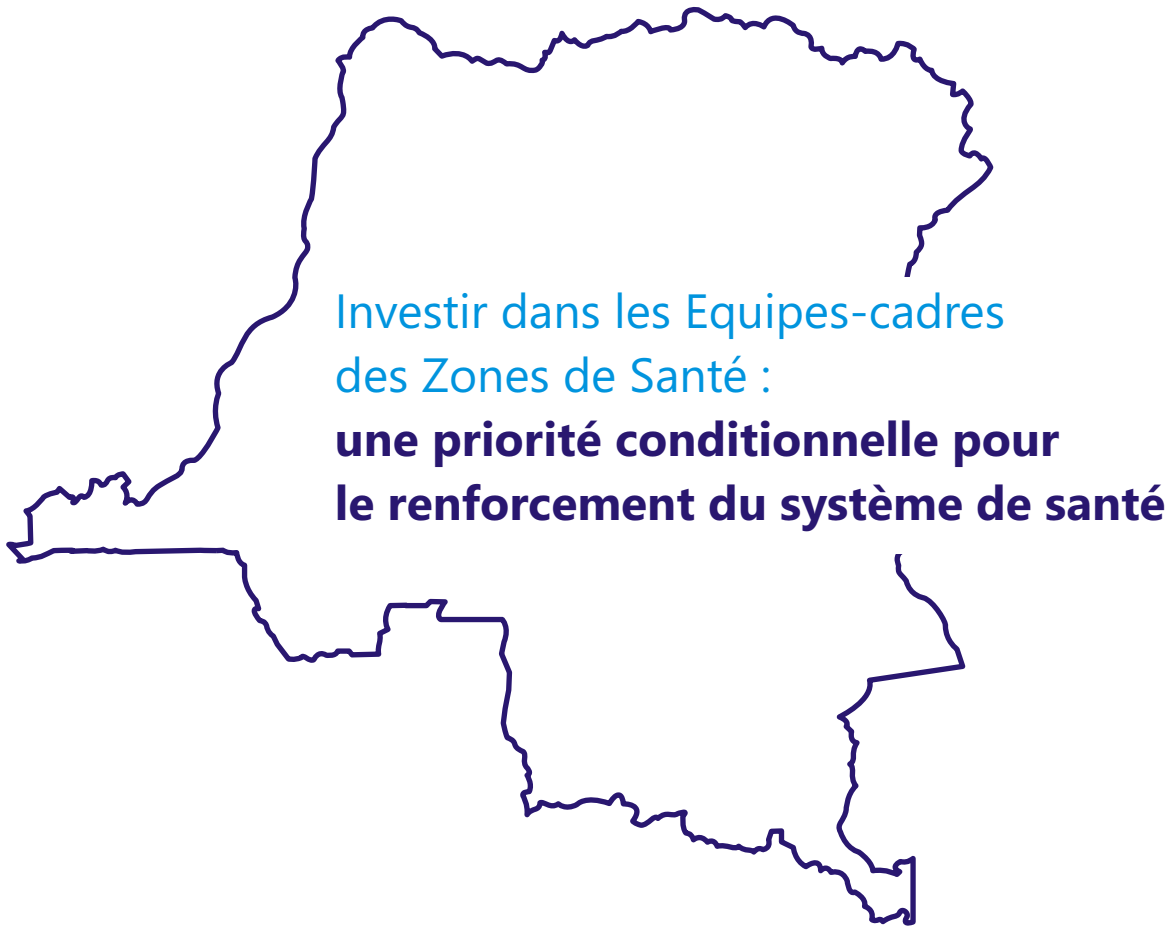 Investir dans les Equipes-cadres
des Zones de Santé :
une priorité conditionnelle pour
le renforcement du système de santé